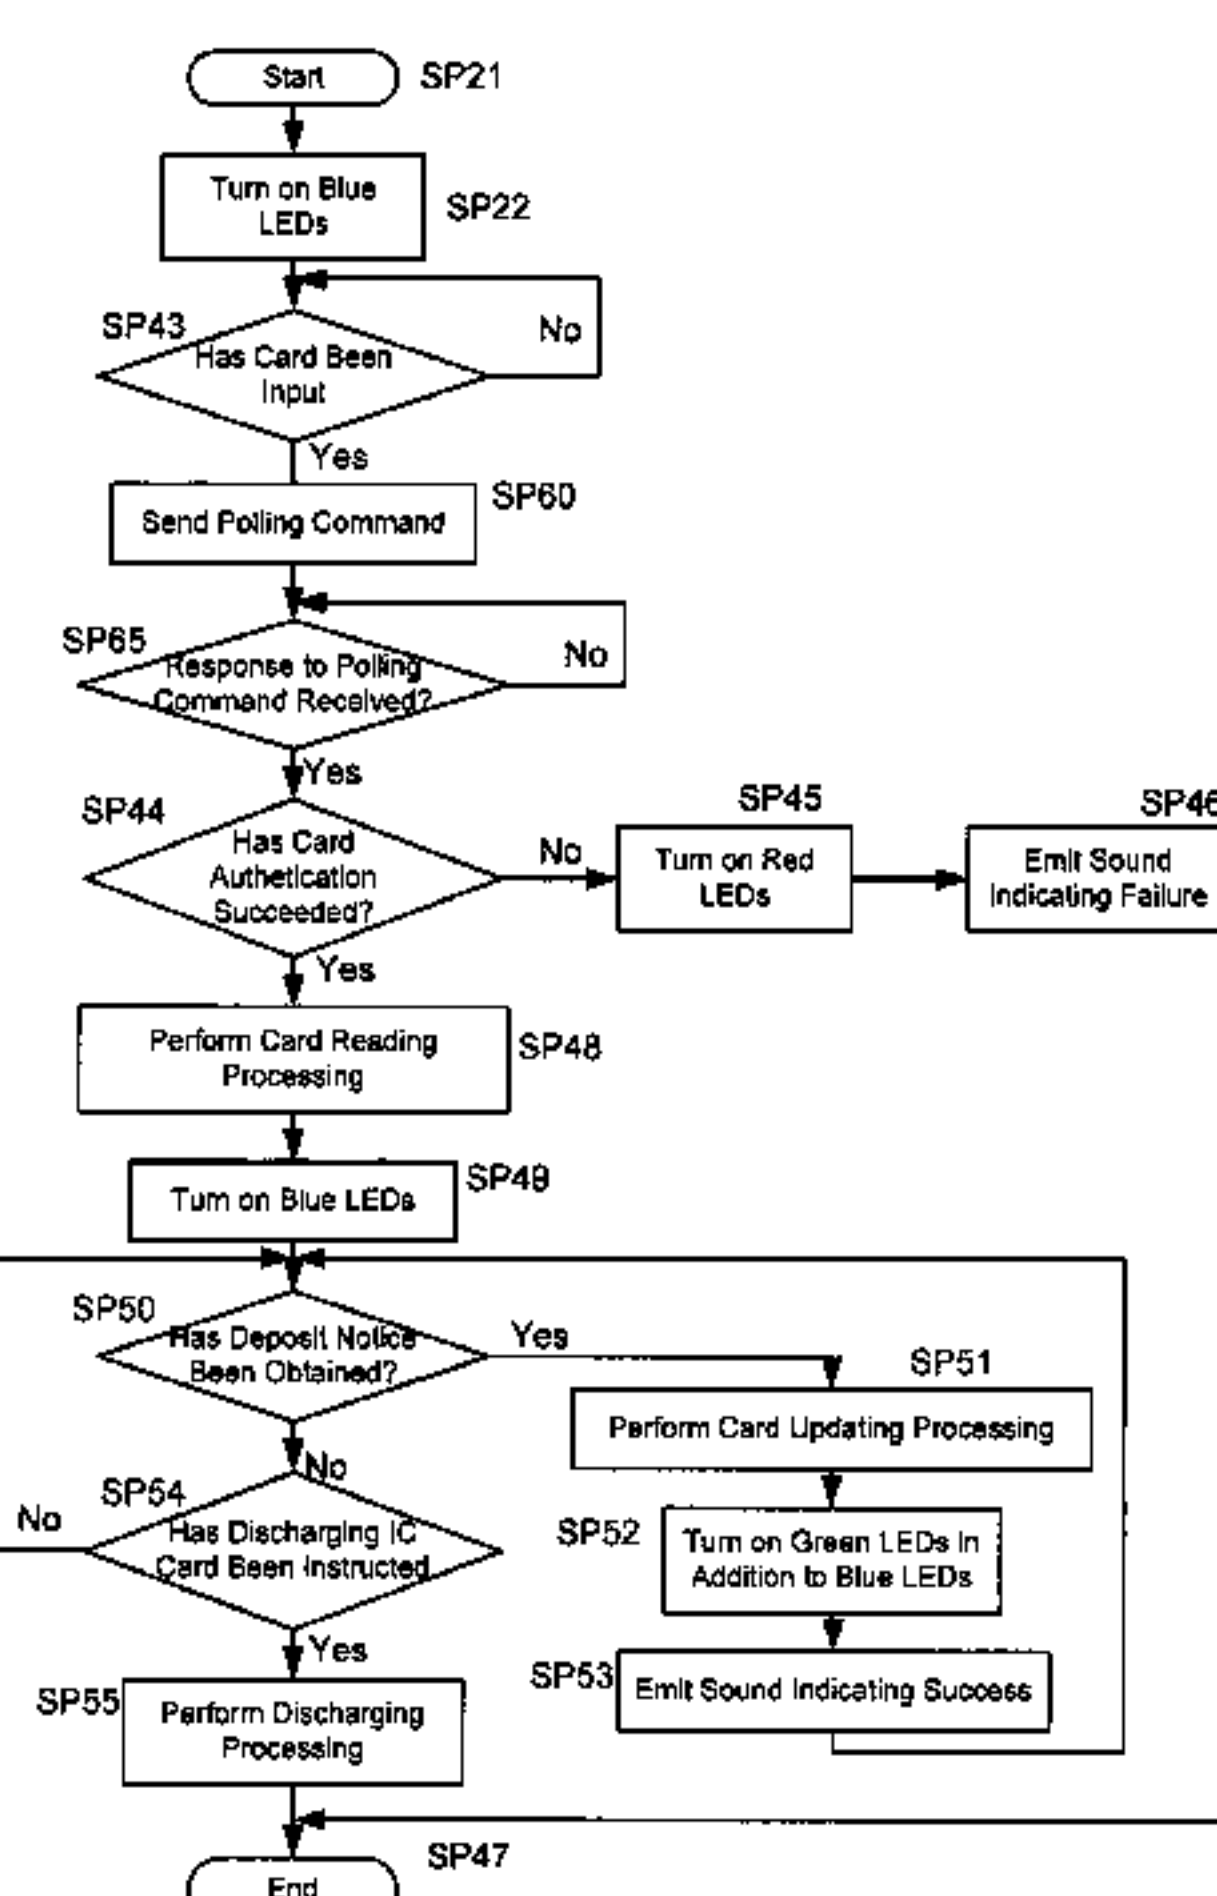 Start
SP21
Turn on Blue
LEDs
SP22
SP43
Has Card Been
Input
No
Yes
SP60
Send Polling Command
SP65
Response to Polling
Command Received?
No
Yes
SP44
Has Card
Authetication
Succeeded?
No
SP45
Turn on Red
LEDs
SP46
Emit Sound
Indicating Failure
Yes
Perform Card Reading
Processing
SP48
Turn on Blue LEDs
SP49
SP50
Has Deposit Notice
Been Obtained?
Yes
SP51
Perform Card Updating Processing
No
SP54
No
Has Discharging IC
Card Been Instructed
SP52
Turn on Green LEDs In
Addition to Blue LEDs
Yes
SP53
Emit Sound Indicating Success
SP55
Perform Discharging
Processing
SP47
End